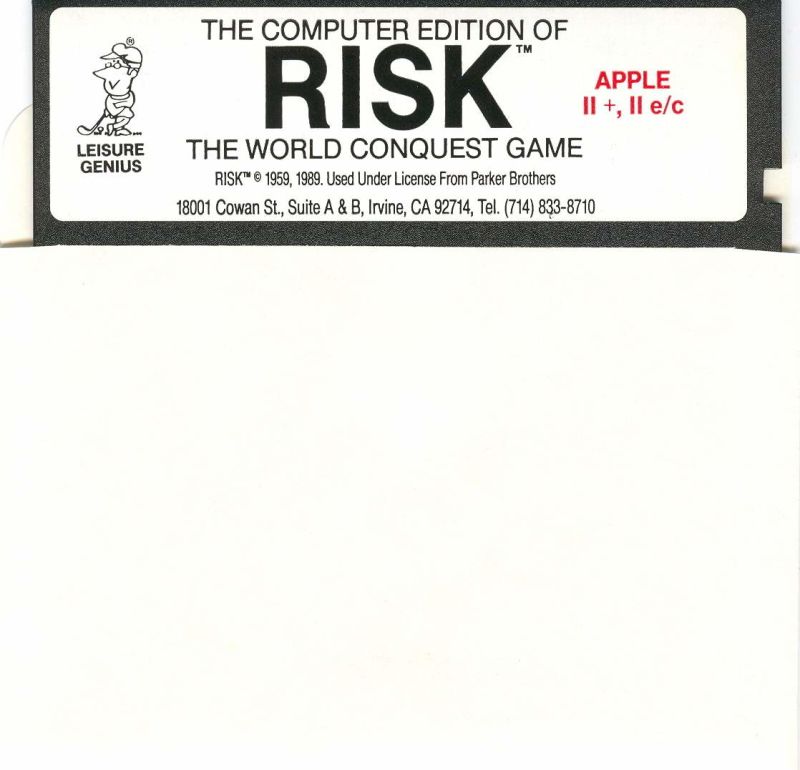 THE COMPUTER EDITION OF
RISK™
APPLE
II +, II e/c
®
LEISURE
GENIUS
THE WORLD CONQUEST GAME
RISK™ © 1959, 1989. Used Under License From Parker Brothers
18001 Cowan St., Suite A & B, Irvine, CA 92714, Tel. (714) 833-8710